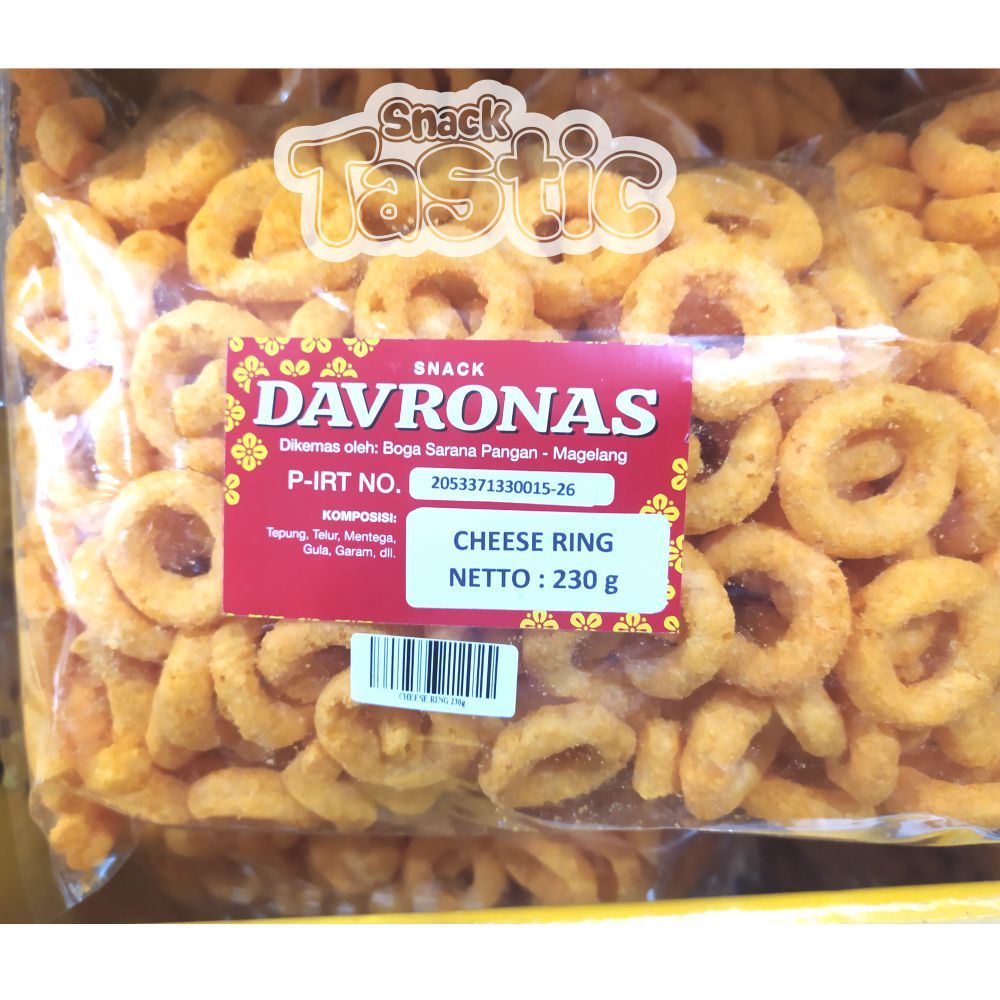 Snack
Tastic
SNACK
DAVRONAS
Dikemas oleh: Boga Sarana Pangan - Magelang
P-IRT NO. 2053371330015-26
KOMPOSISI:
Tepung, Telur, Mentega,
Gula, Garam, dll.
CHEESE RING
NETTO : 230 g
CHEESE RING 230g